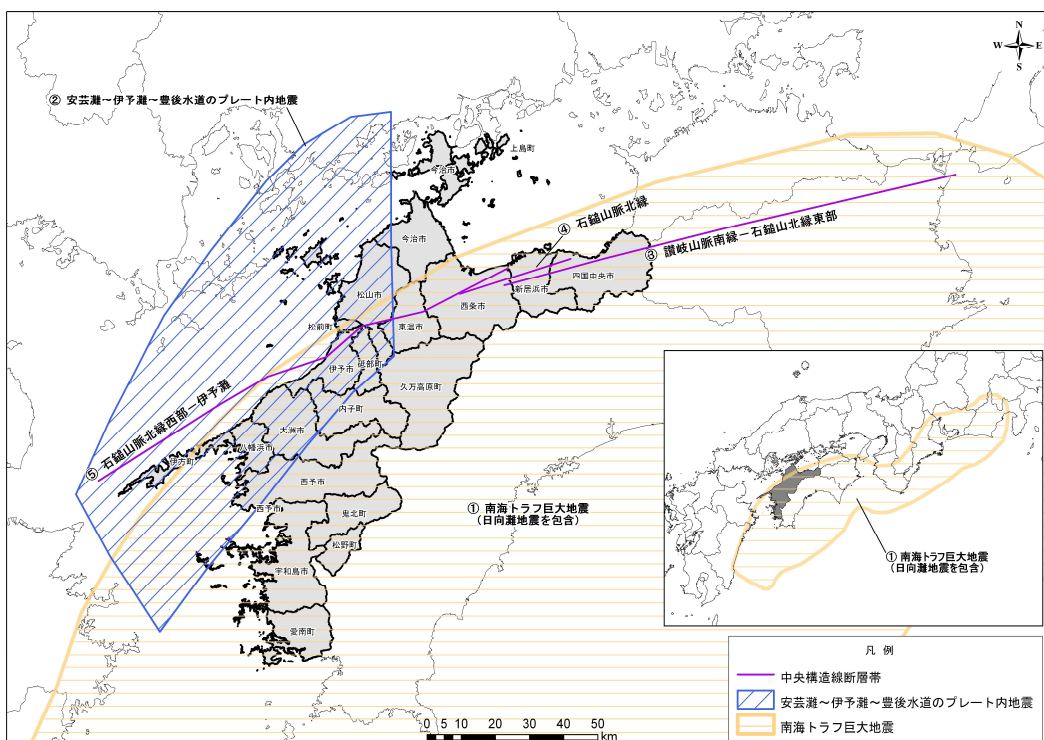 N
W E
S
② 安芸灘～伊予灘～豊後水道のプレート内地震
上島町
今治市
④ 石鎚山脈北縁
③ 讃岐山脈南縁－石鎚山北縁東部
今治市
四国中央市
新居浜市
西条市
松山市
松前町
東温市
伊予市
砥部町
久万高原町
⑤ 石鎚山脈北縁西部－伊予灘
内子町
大洲市
八幡浜市
伊方町
西予市
西予市
鬼北町
① 南海トラフ巨大地震
(日向灘地震を包含)
松野町
宇和島市
愛南町
① 南海トラフ巨大地震
(日向灘地震を包含)
凡 例
中央構造線断層帯
安芸灘～伊予灘～豊後水道のプレート内地震
南海トラフ巨大地震
0 5 10 20 30 40 50
km